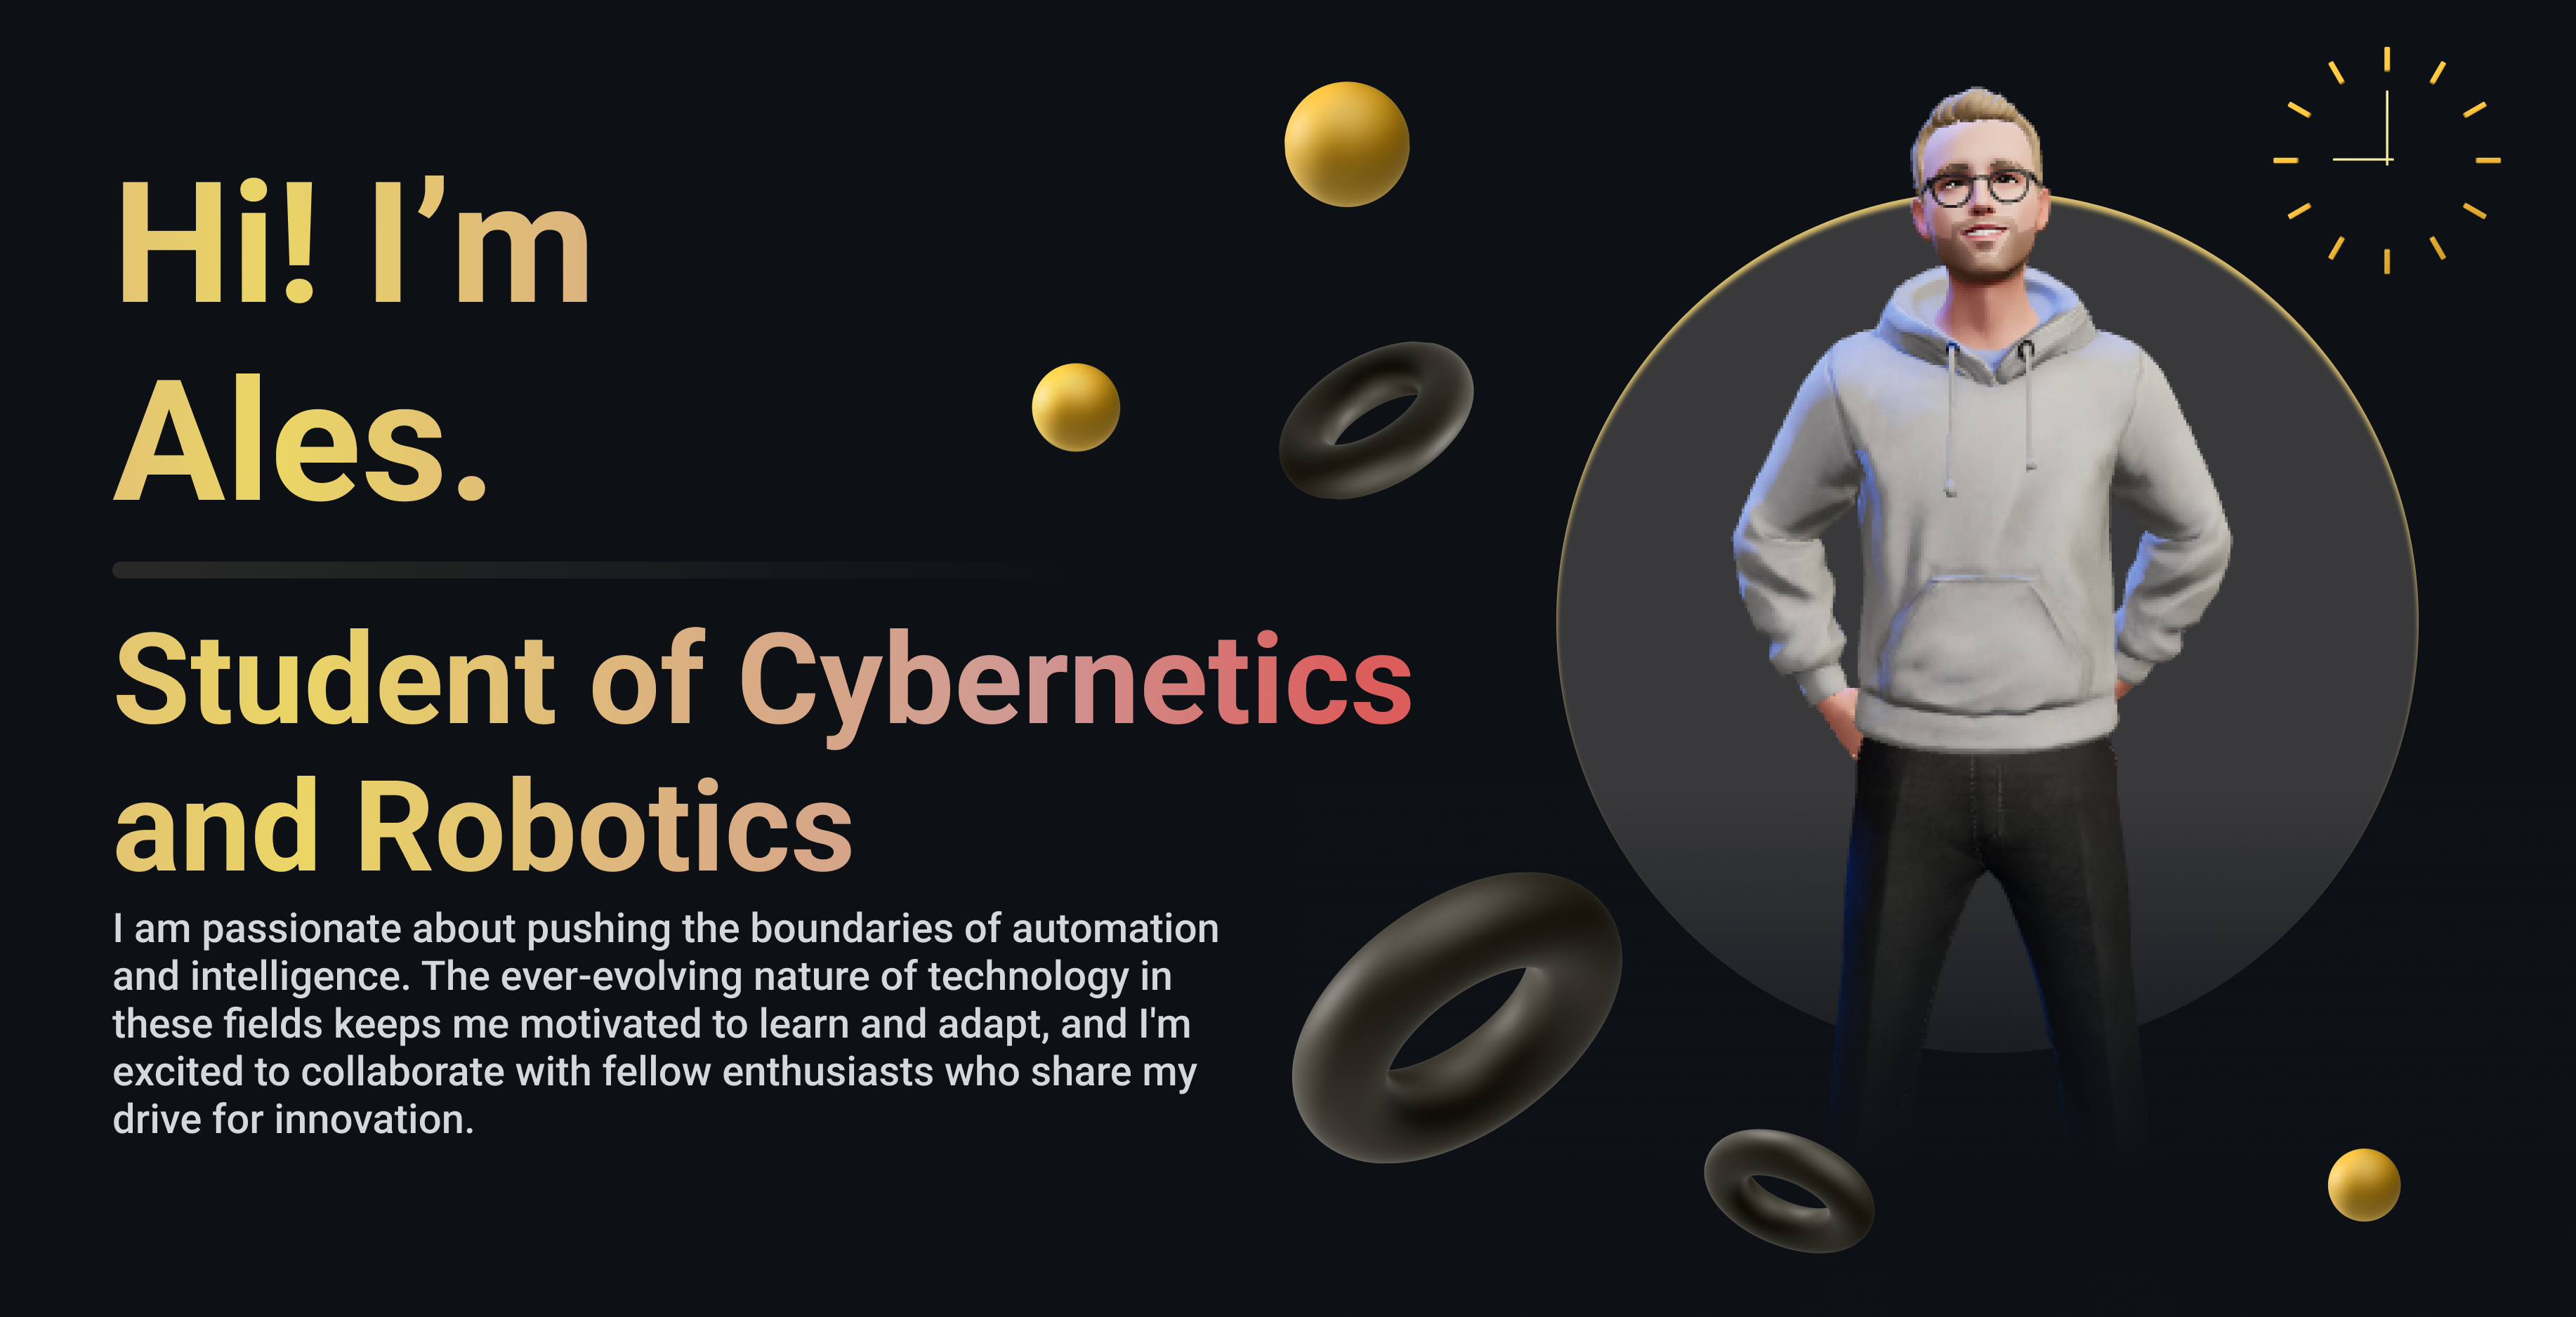 Hi! I’m
Ales.
Student of Cybernetics
and Robotics
I am passionate about pushing the boundaries of automation
and intelligence. The ever-evolving nature of technology in
these fields keeps me motivated to learn and adapt, and I'm
excited to collaborate with fellow enthusiasts who share my
drive for innovation.